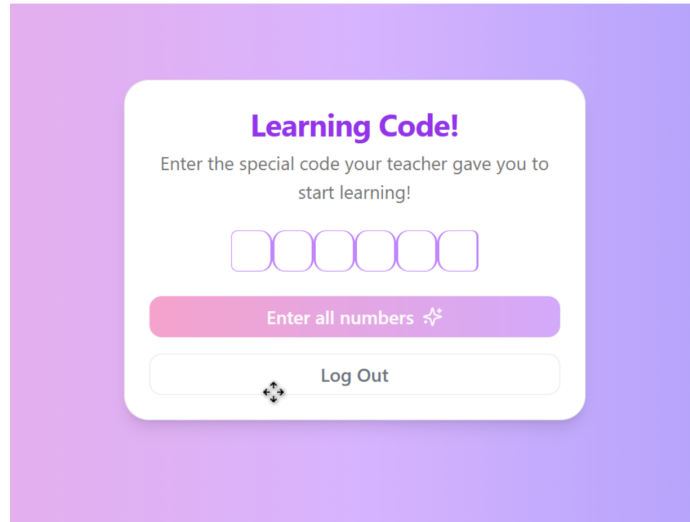 Learning Code!
Enter the special code your teacher gave you to
start learning!
Enter all numbers
Log Out